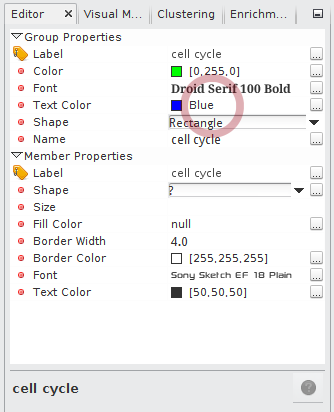 Editor Visual M... Clustering Enrichm...
Group Properties
Label cell cycle ...
Color [0,255,0] ...
Font Droid Serif 100 Bold ...
Text Color Blue ...
Shape Rectangle
Name cell cycle ...
Member Properties
Label cell cycle ...
Shape ?
Size ...
Fill Color null ...
Border Width 4.0 ...
Border Color [255,255,255] ...
Font Sony Sketch EF 18 Plain ...
Text Color [50,50,50] ...
cell cycle ?